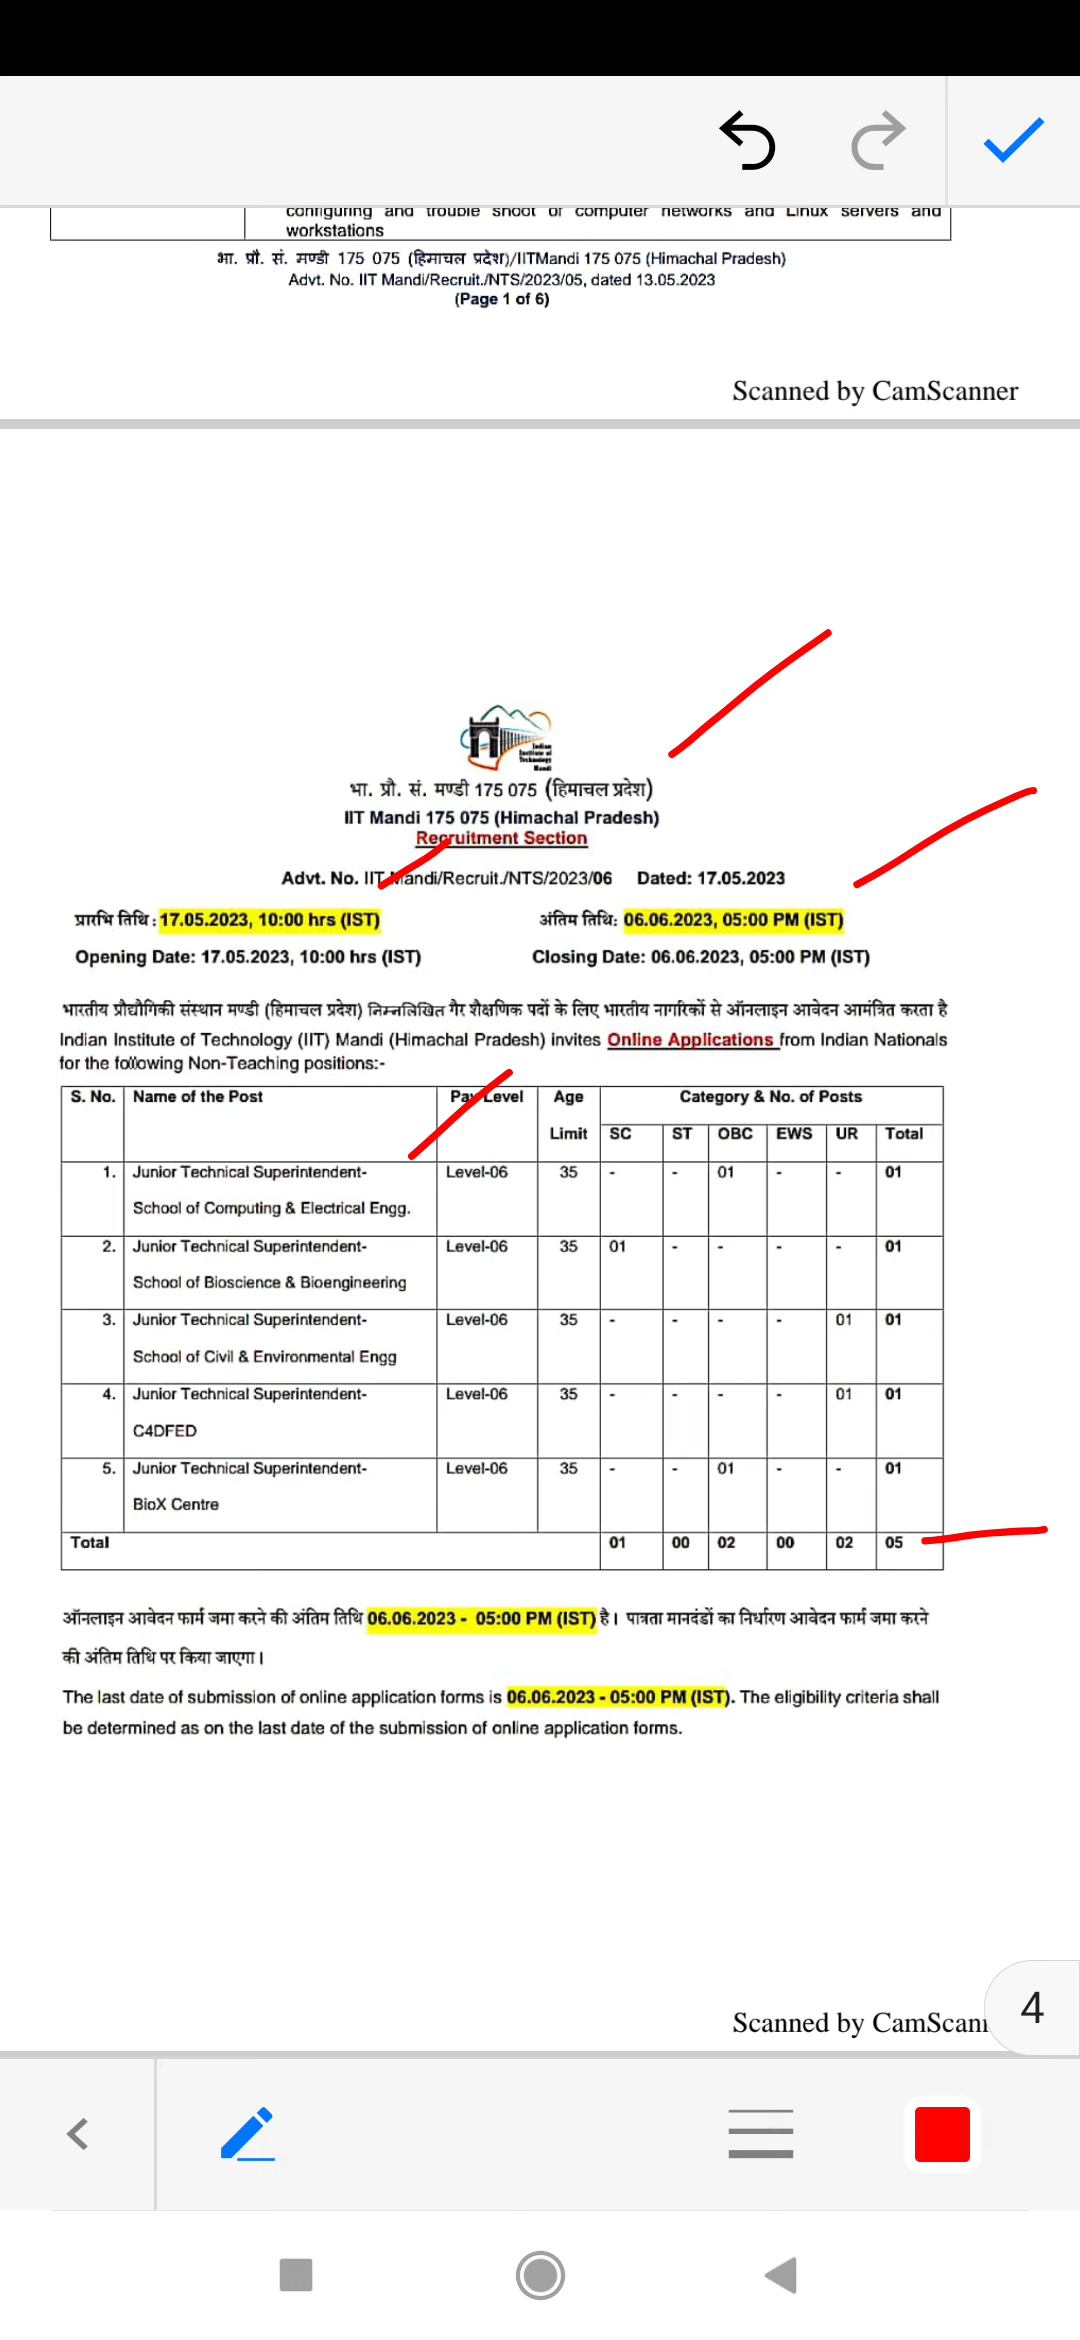 configuring and trouble shoot of computer networks and Linux servers and
workstations
भा. प्रौ. सं. मण्डी 175 075 (हिमाचल प्रदेश)/IITMandi 175 075 (Himachal Pradesh)
Advt. No. IIT Mandi/Recruit./NTS/2023/05, dated 13.05.2023
(Page 1 of 6)
Scanned by CamScanner
Indian
Institute of
Technology
Mandi
भा. प्रौ. सं. मण्डी 175 075 (हिमाचल प्रदेश)
IIT Mandi 175 075 (Himachal Pradesh)
Recruitment Section
Advt. No. IIT Mandi/Recruit./NTS/2023/06 Dated: 17.05.2023
प्रारभि तिथि : 17.05.2023, 10:00 hrs (IST) अंतिम तिथि: 06.06.2023, 05:00 PM (IST)
Opening Date: 17.05.2023, 10:00 hrs (IST) Closing Date: 06.06.2023, 05:00 PM (IST)
भारतीय प्रौद्योगिकी संस्थान मण्डी (हिमाचल प्रदेश) निम्नलिखित गैर शैक्षणिक पदों के लिए भारतीय नागरिकों से ऑनलाइन आवेदन आमंत्रित करता है
Indian Institute of Technology (IIT) Mandi (Himachal Pradesh) invites Online Applications from Indian Nationals
for the following Non-Teaching positions:-
S. No. Name of the Post Pay Level Age Category & No. of Posts
Limit SC ST OBC EWS UR Total
1. Junior Technical Superintendent- Level-06 35 - - 01 - - 01
School of Computing & Electrical Engg.
2. Junior Technical Superintendent- Level-06 35 01 - - - - 01
School of Bioscience & Bioengineering
3. Junior Technical Superintendent- Level-06 35 - - - - 01 01
School of Civil & Environmental Engg
4. Junior Technical Superintendent- Level-06 35 - - - - 01 01
C4DFED
5. Junior Technical Superintendent- Level-06 35 - - 01 - - 01
BioX Centre
Total 01 00 02 00 02 05
ऑनलाइन आवेदन फार्म जमा करने की अंतिम तिथि 06.06.2023 - 05:00 PM (IST) है। पात्रता मानदंडों का निर्धारण आवेदन फार्म जमा करने
की अंतिम तिथि पर किया जाएगा।
The last date of submission of online application forms is 06.06.2023 - 05:00 PM (IST). The eligibility criteria shall
be determined as on the last date of the submission of online application forms.
Scanned by CamScann
4